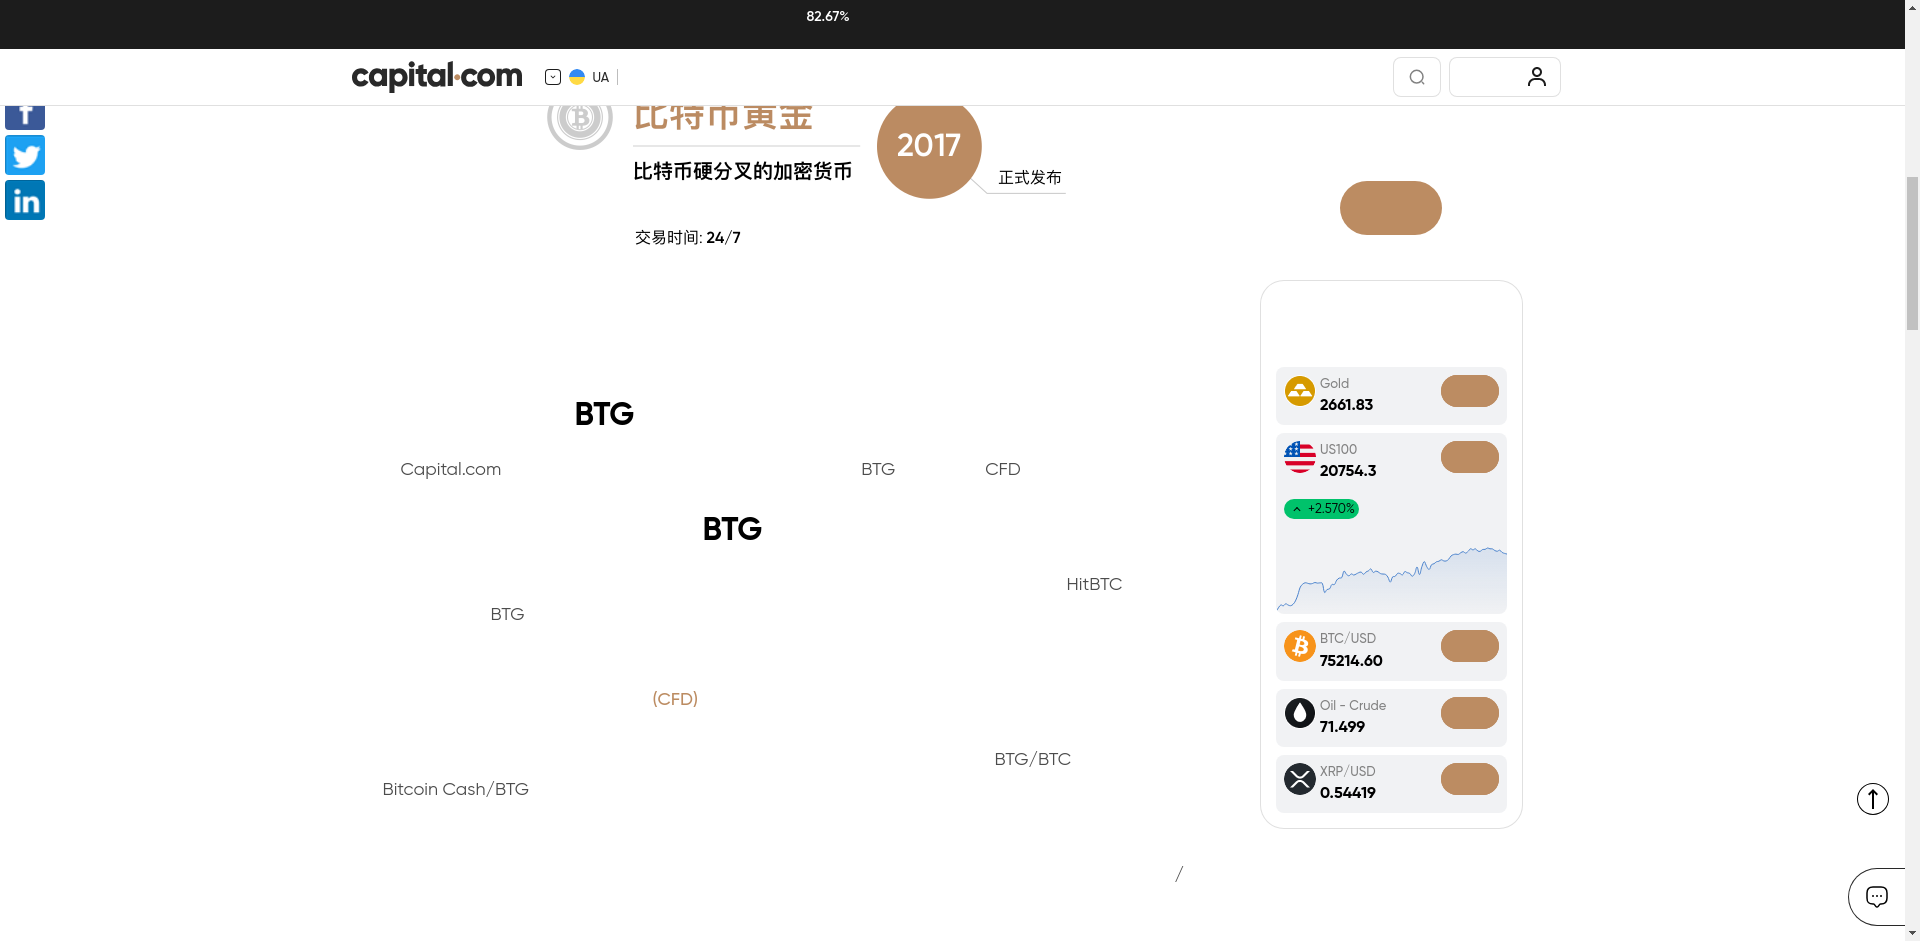 82.67%
capital.com
UA
比特币黄金
2017
比特币硬分叉的加密货币
正式发布
交易时间: 24/7
BTG
Capital.com BTG CFD
BTG
HitBTC
BTG
(CFD)
BTG/BTC
Bitcoin Cash/BTG
/
Gold
2661.83
US100
20754.3
+2.570%
BTC/USD
75214.60
Oil - Crude
71.499
XRP/USD
0.54419